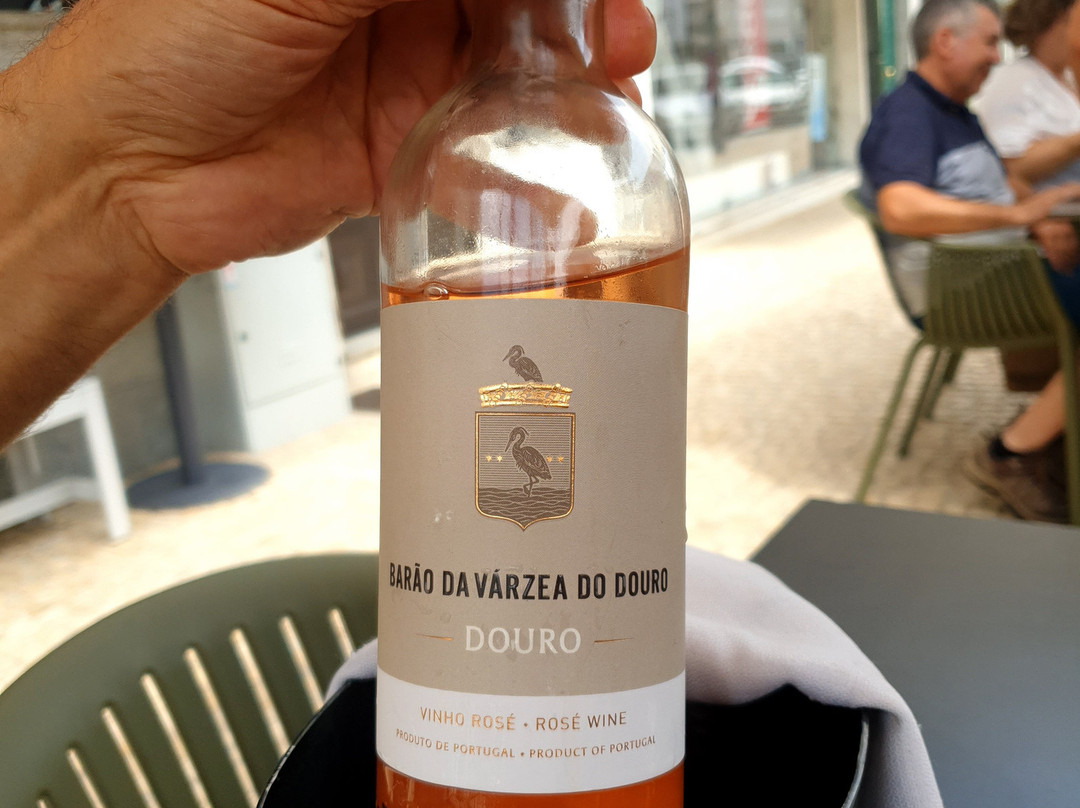 BARÃO DA VÁRZEA DO DOURO
DOURO
VINHO ROSÉ • ROSÉ WINE
PRODUTO DE PORTUGAL • PRODUCT OF PORTUGAL